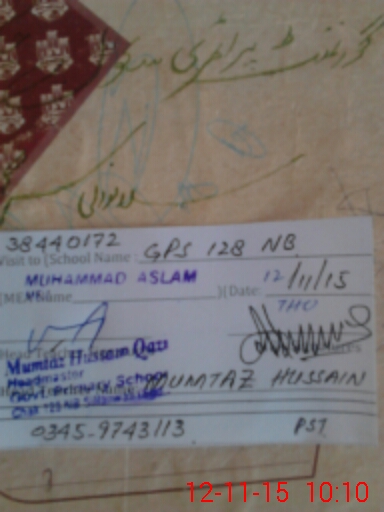 گورنمنٹ پرائمری سکول
38440172
Visit to (School Name: GPS 128 NB
MUHAMMAD ASLAM
Name )(Date: 12/11/15
THU
Mumtaz Hussain Qazi
Headmaster
Govt. Primary School
MUMTAZ HUSSAIN
0345-9743113 PST
12-11-15 10:10